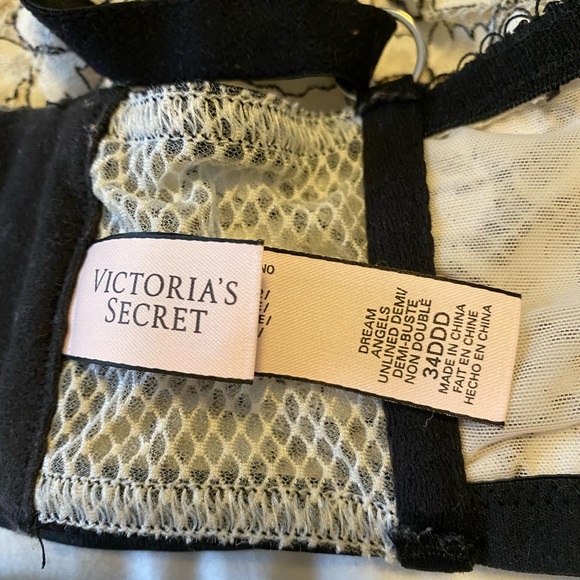 VICTORIA'S
SECRET
NO
DREAM
ANGELS
UNLINED DEMI/
DEMI-BUSTE
NON DOUBLÉ
34DDD
MADE IN CHINA
FAIT EN CHINE
HECHO EN CHINA